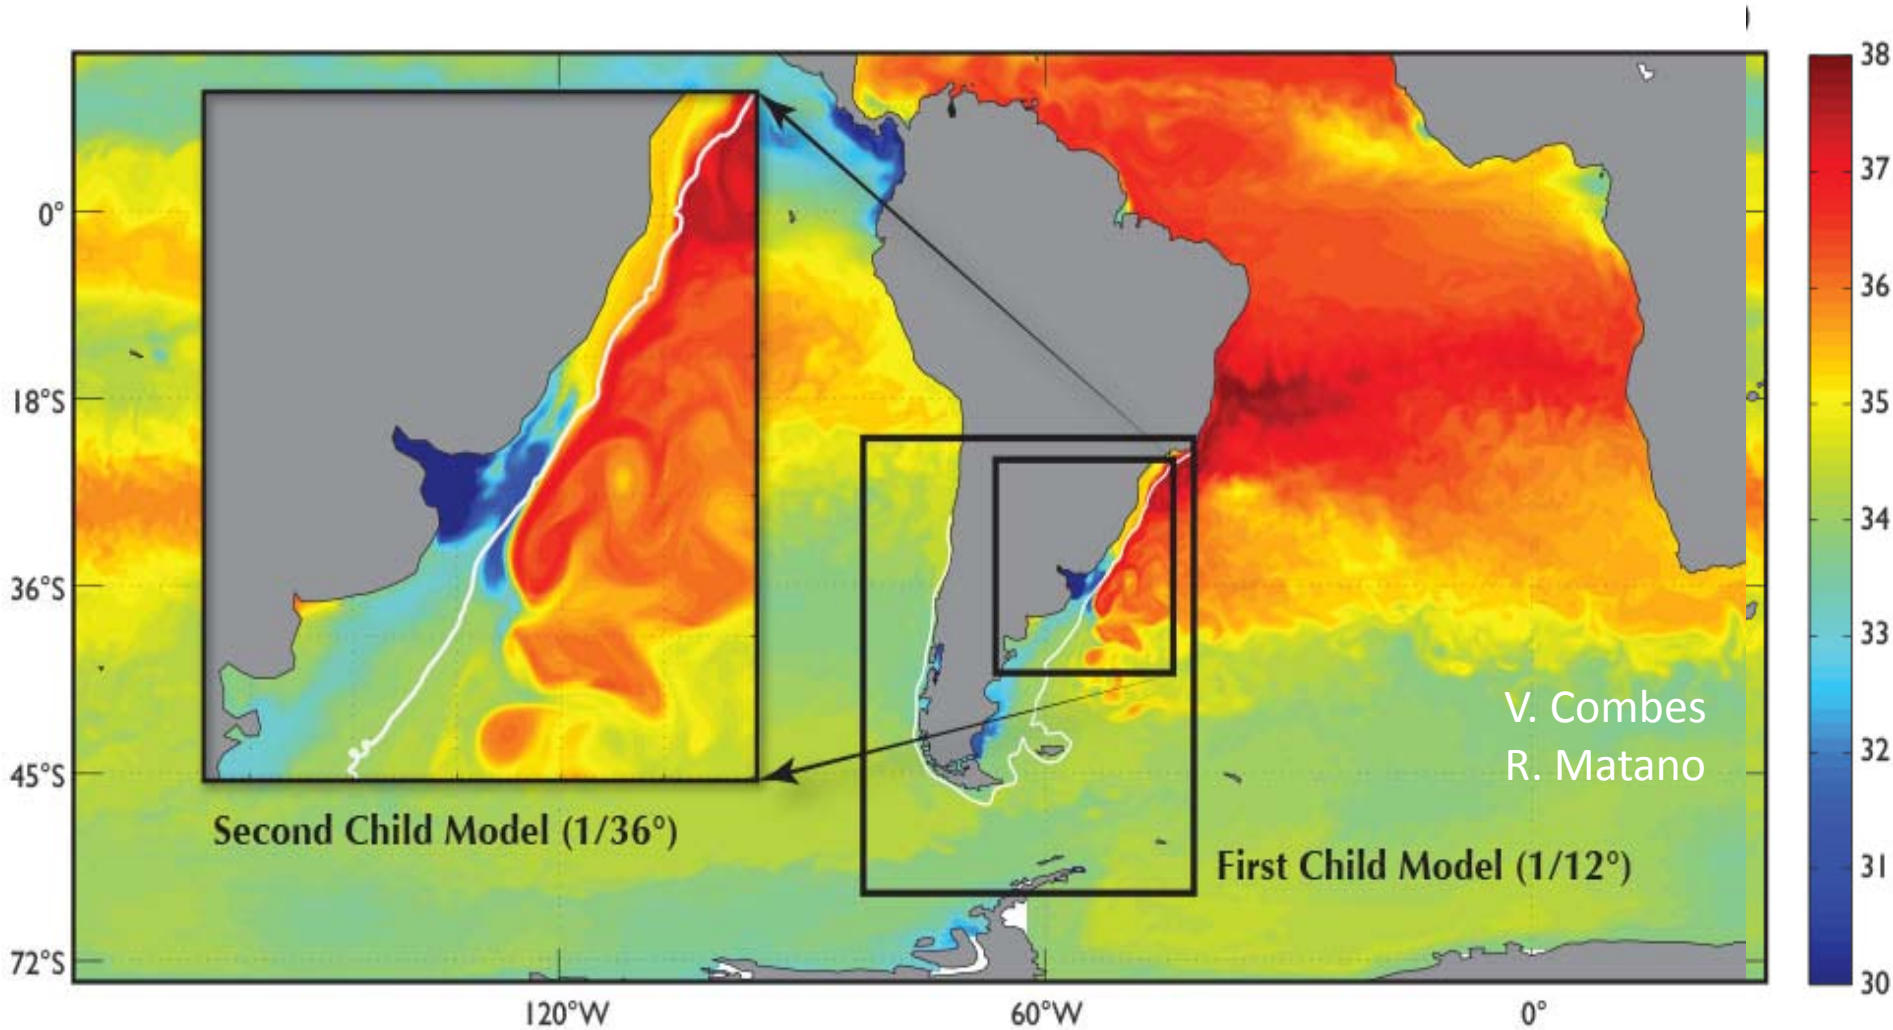 )
0°
18°S
36°S
45°S
72°S
120°W
60°W
0°
Second Child Model (1/36°)
First Child Model (1/12°)
V. Combes
R. Matano
38
37
36
35
34
33
32
31
30